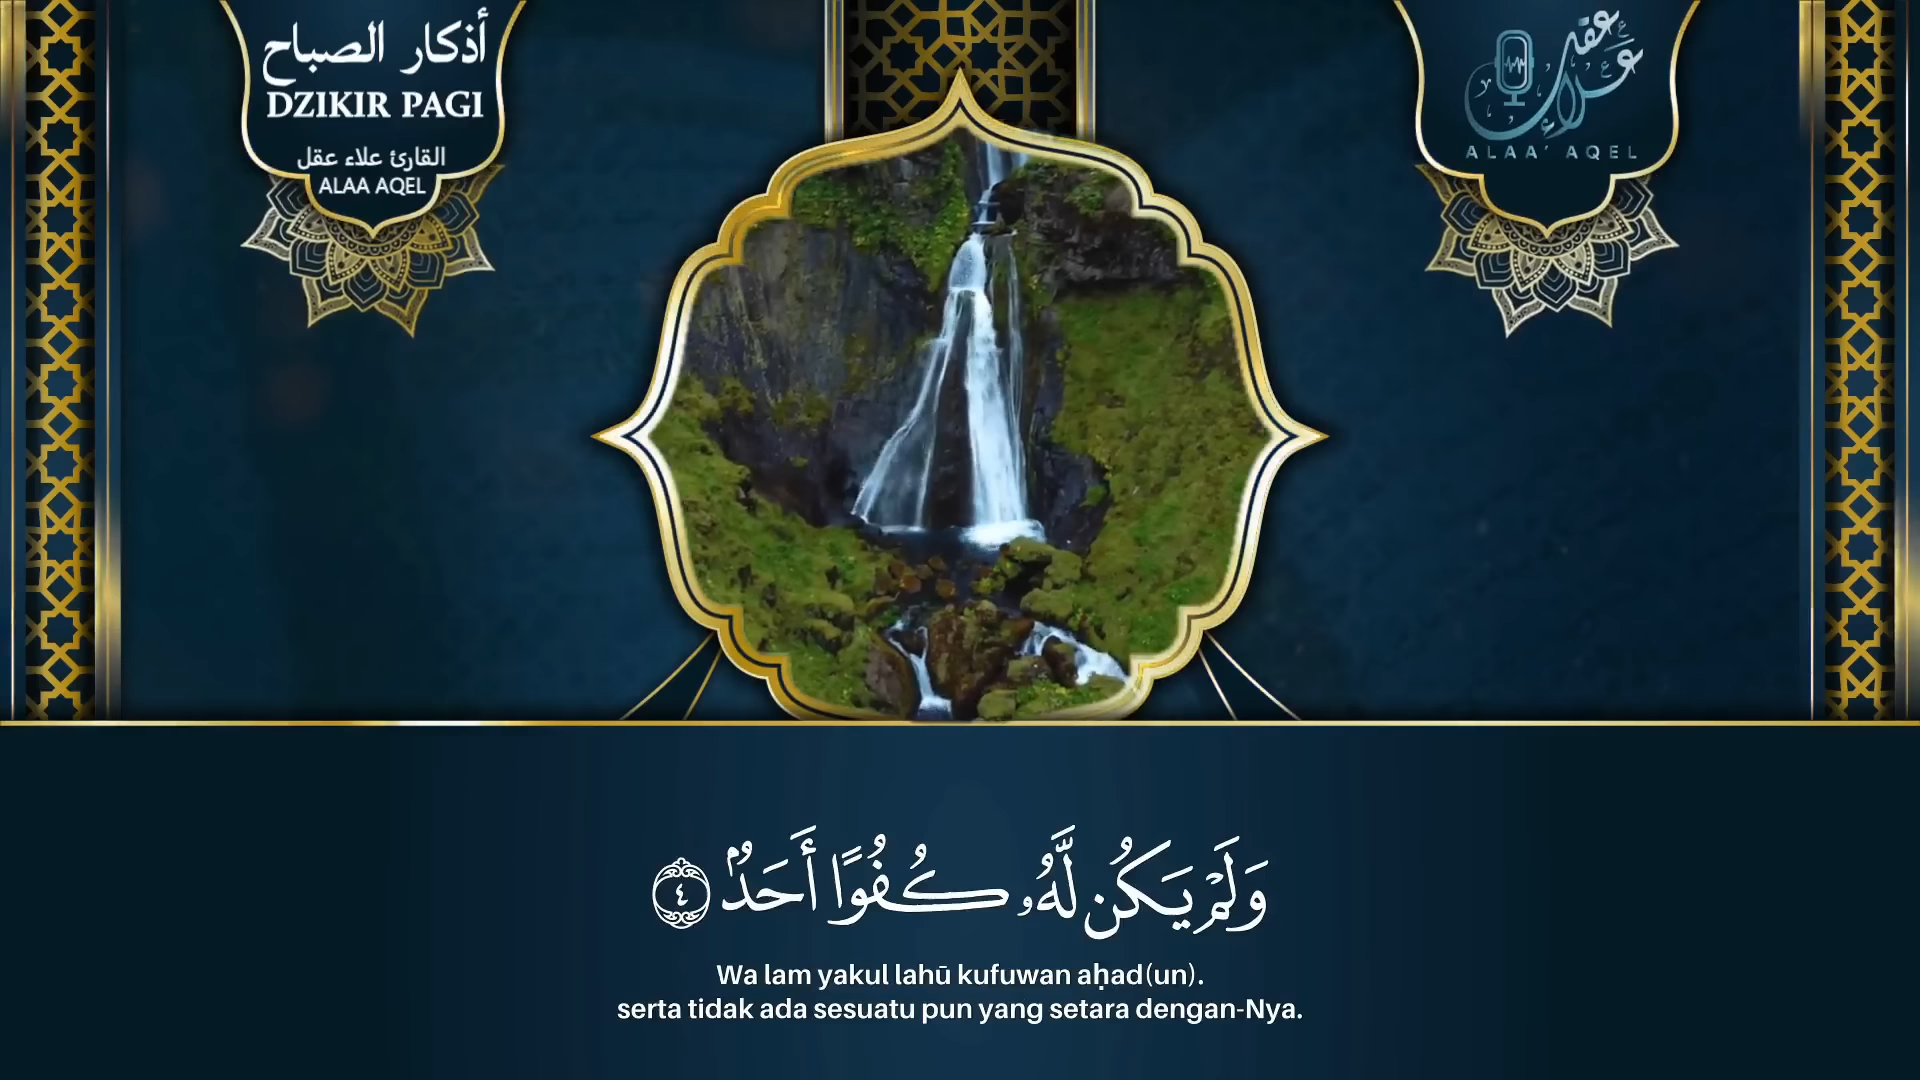 أذكار الصباح
DZIKIR PAGI
القارئ علاء عقل
ALAA AQEL
علاء عقل
ALAA' AQEL
وَلَمْ يَكُن لَّهُۥ كُفُوًا أَحَدٌۢ ٤
Wa lam yakul lahū kufuwan aḥad(un).
serta tidak ada sesuatu pun yang setara dengan-Nya.